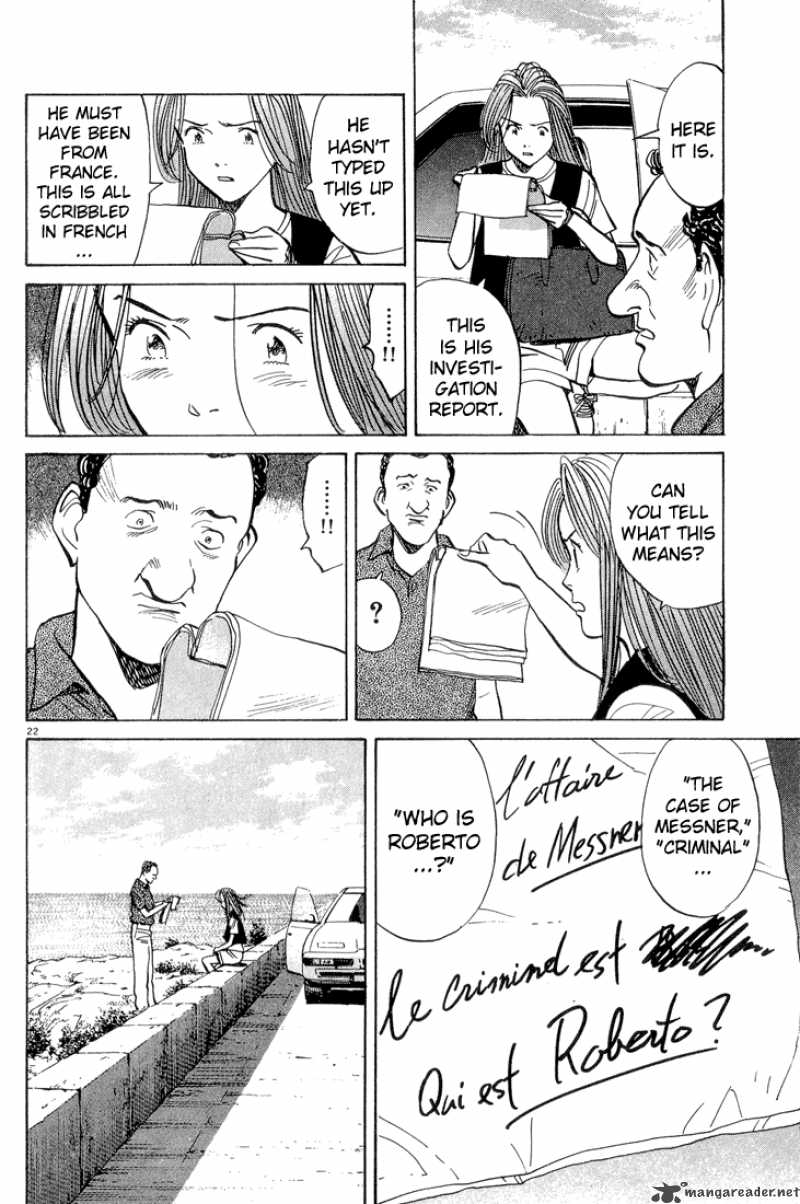 HERE
IT IS.
THIS
IS HIS
INVESTI-
GATION
REPORT.
HE
HASN'T
TYPED
THIS UP
YET.
HE MUST
HAVE BEEN
FROM
FRANCE.
THIS IS ALL
SCRIBBLED
IN FRENCH
...
......!!
CAN
YOU TELL
WHAT THIS
MEANS?
?
......!!
22
"THE
CASE OF
MESSNER,"
"CRIMINAL"
...
"WHO IS
ROBERTO
...?"
l'affaire
de Messner
le criminel est
Qui est Roberto?
mangareader.net